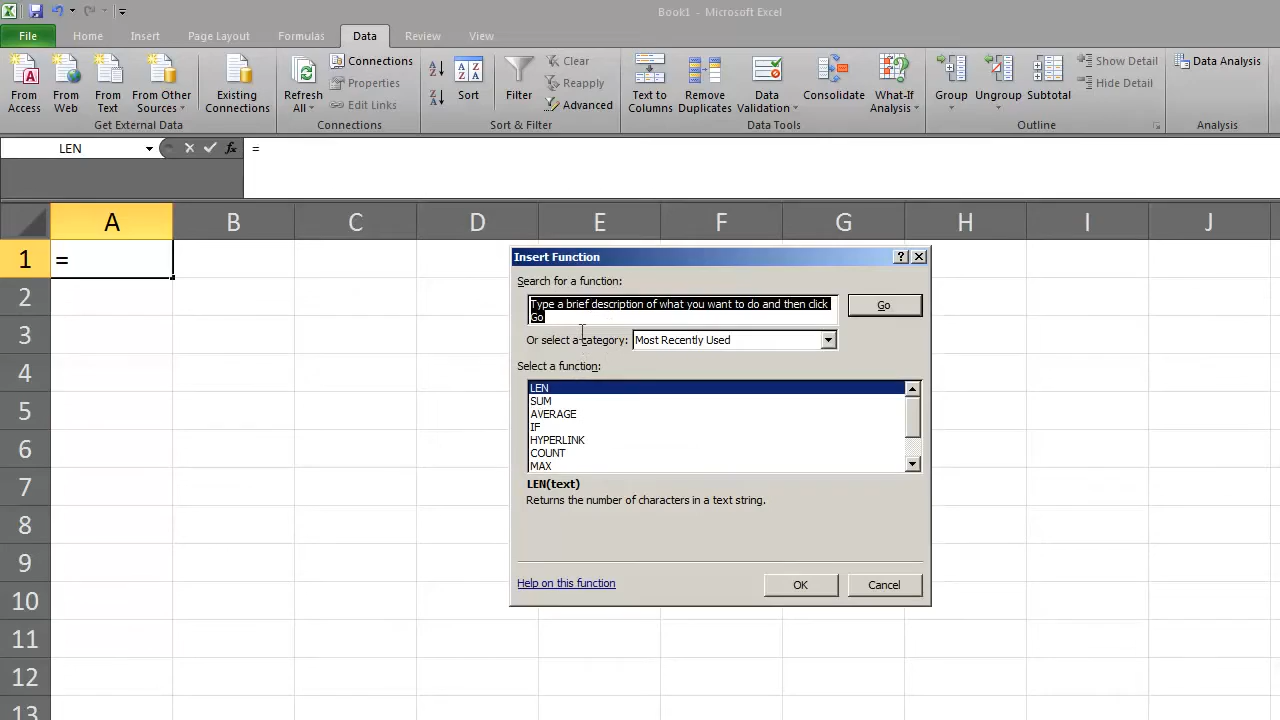 Book1 - Microsoft Excel
File Home Insert Page Layout Formulas Data Review View
From Access
From Web
From Text
From Other Sources
Existing Connections
Get External Data
Refresh All
Connections
Properties
Edit Links
Connections
A Z
Z A
A Z Z A
Sort
Filter
Clear
Reapply
Advanced
Sort & Filter
Text to Columns
Remove Duplicates
Data Validation
Consolidate
What-If Analysis
Data Tools
Group
Ungroup
Subtotal
Show Detail
Hide Detail
Outline
Data Analysis
Analysis
LEN fx =
A B C D E F G H I J
1 =
2
3
4
5
6
7
8
9
10
11
12
13
Insert Function
Search for a function:
Type a brief description of what you want to do and then click
Go
Go
Or select a category: Most Recently Used
Select a function:
LEN
SUM
AVERAGE
IF
HYPERLINK
COUNT
MAX
LEN(text)
Returns the number of characters in a text string.
Help on this function
OK Cancel